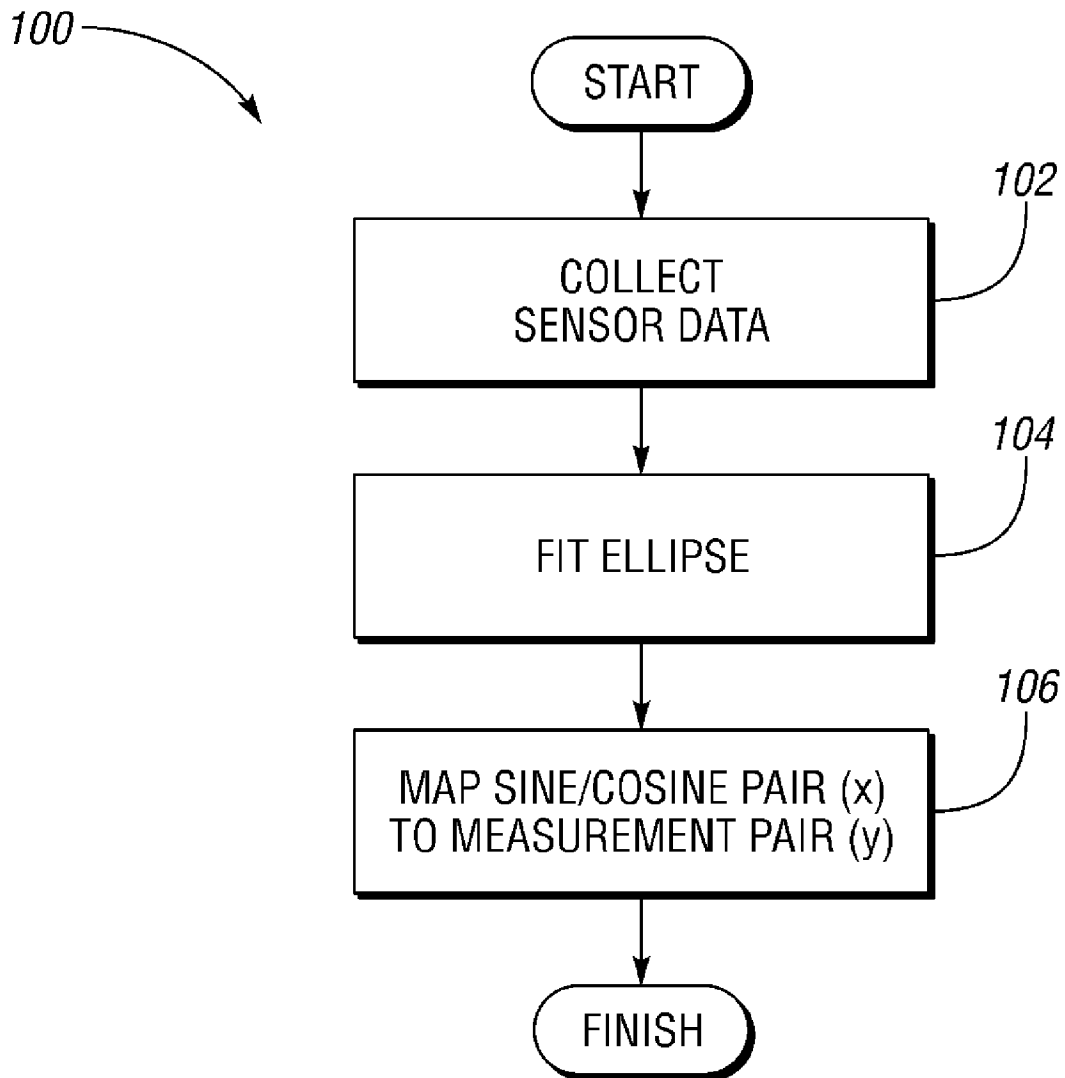 100
START
102
COLLECT
SENSOR DATA
104
FIT ELLIPSE
106
MAP SINE/COSINE PAIR (x)
TO MEASUREMENT PAIR (y)
FINISH